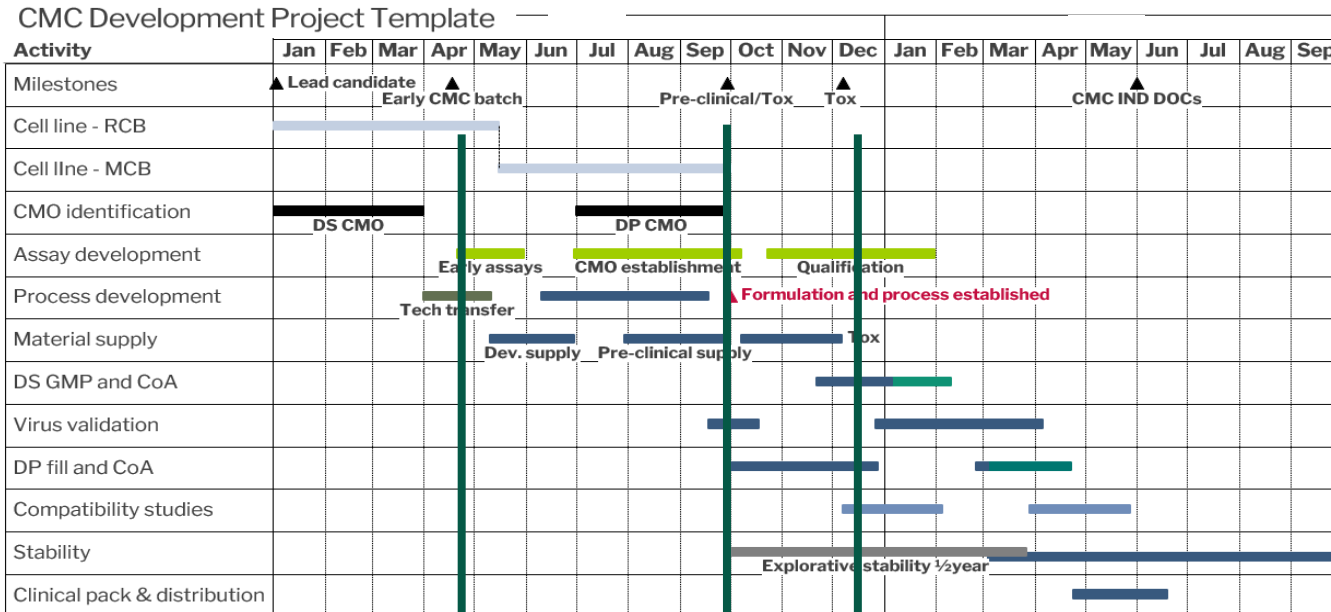 CMC Development Project Template
Activity Jan Feb Mar Apr May Jun Jul Aug Sep Oct Nov Dec Jan Feb Mar Apr May Jun Jul Aug Sep
Milestones
Lead candidate
Early CMC batch
Pre-clinical/Tox
Tox
CMC IND DOCs
Cell line - RCB
Cell lIne - MCB
CMO identification
DS CMO
DP CMO
Assay development
Early assays
CMO establishment
Qualification
Process development
Tech transfer
Formulation and process established
Material supply
Dev. supply
Pre-clinical supply
Tox
DS GMP and CoA
Virus validation
DP fill and CoA
Compatibility studies
Stability
Explorative stability ½year
Clinical pack & distribution